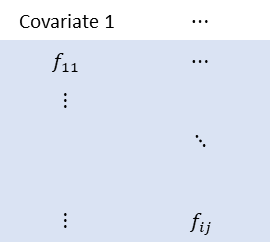 Covariate 1 ⋯
f₁₁ ⋯
⋮
⋱
⋮ fᵢⱼ